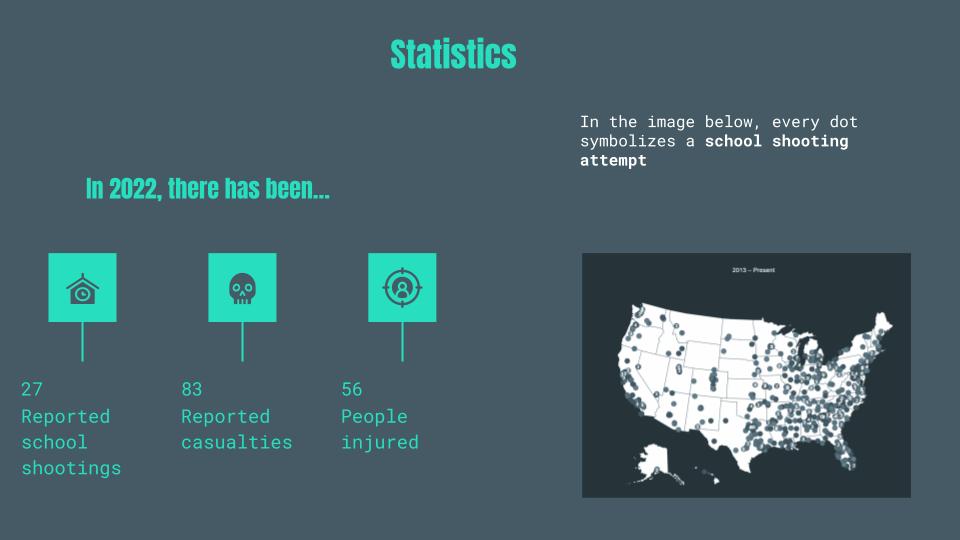 Statistics
In 2022, there has been...
27
Reported
school
shootings
83
Reported
casualties
56
People
injured
In the image below, every dot
symbolizes a school shooting
attempt
2013 – Present